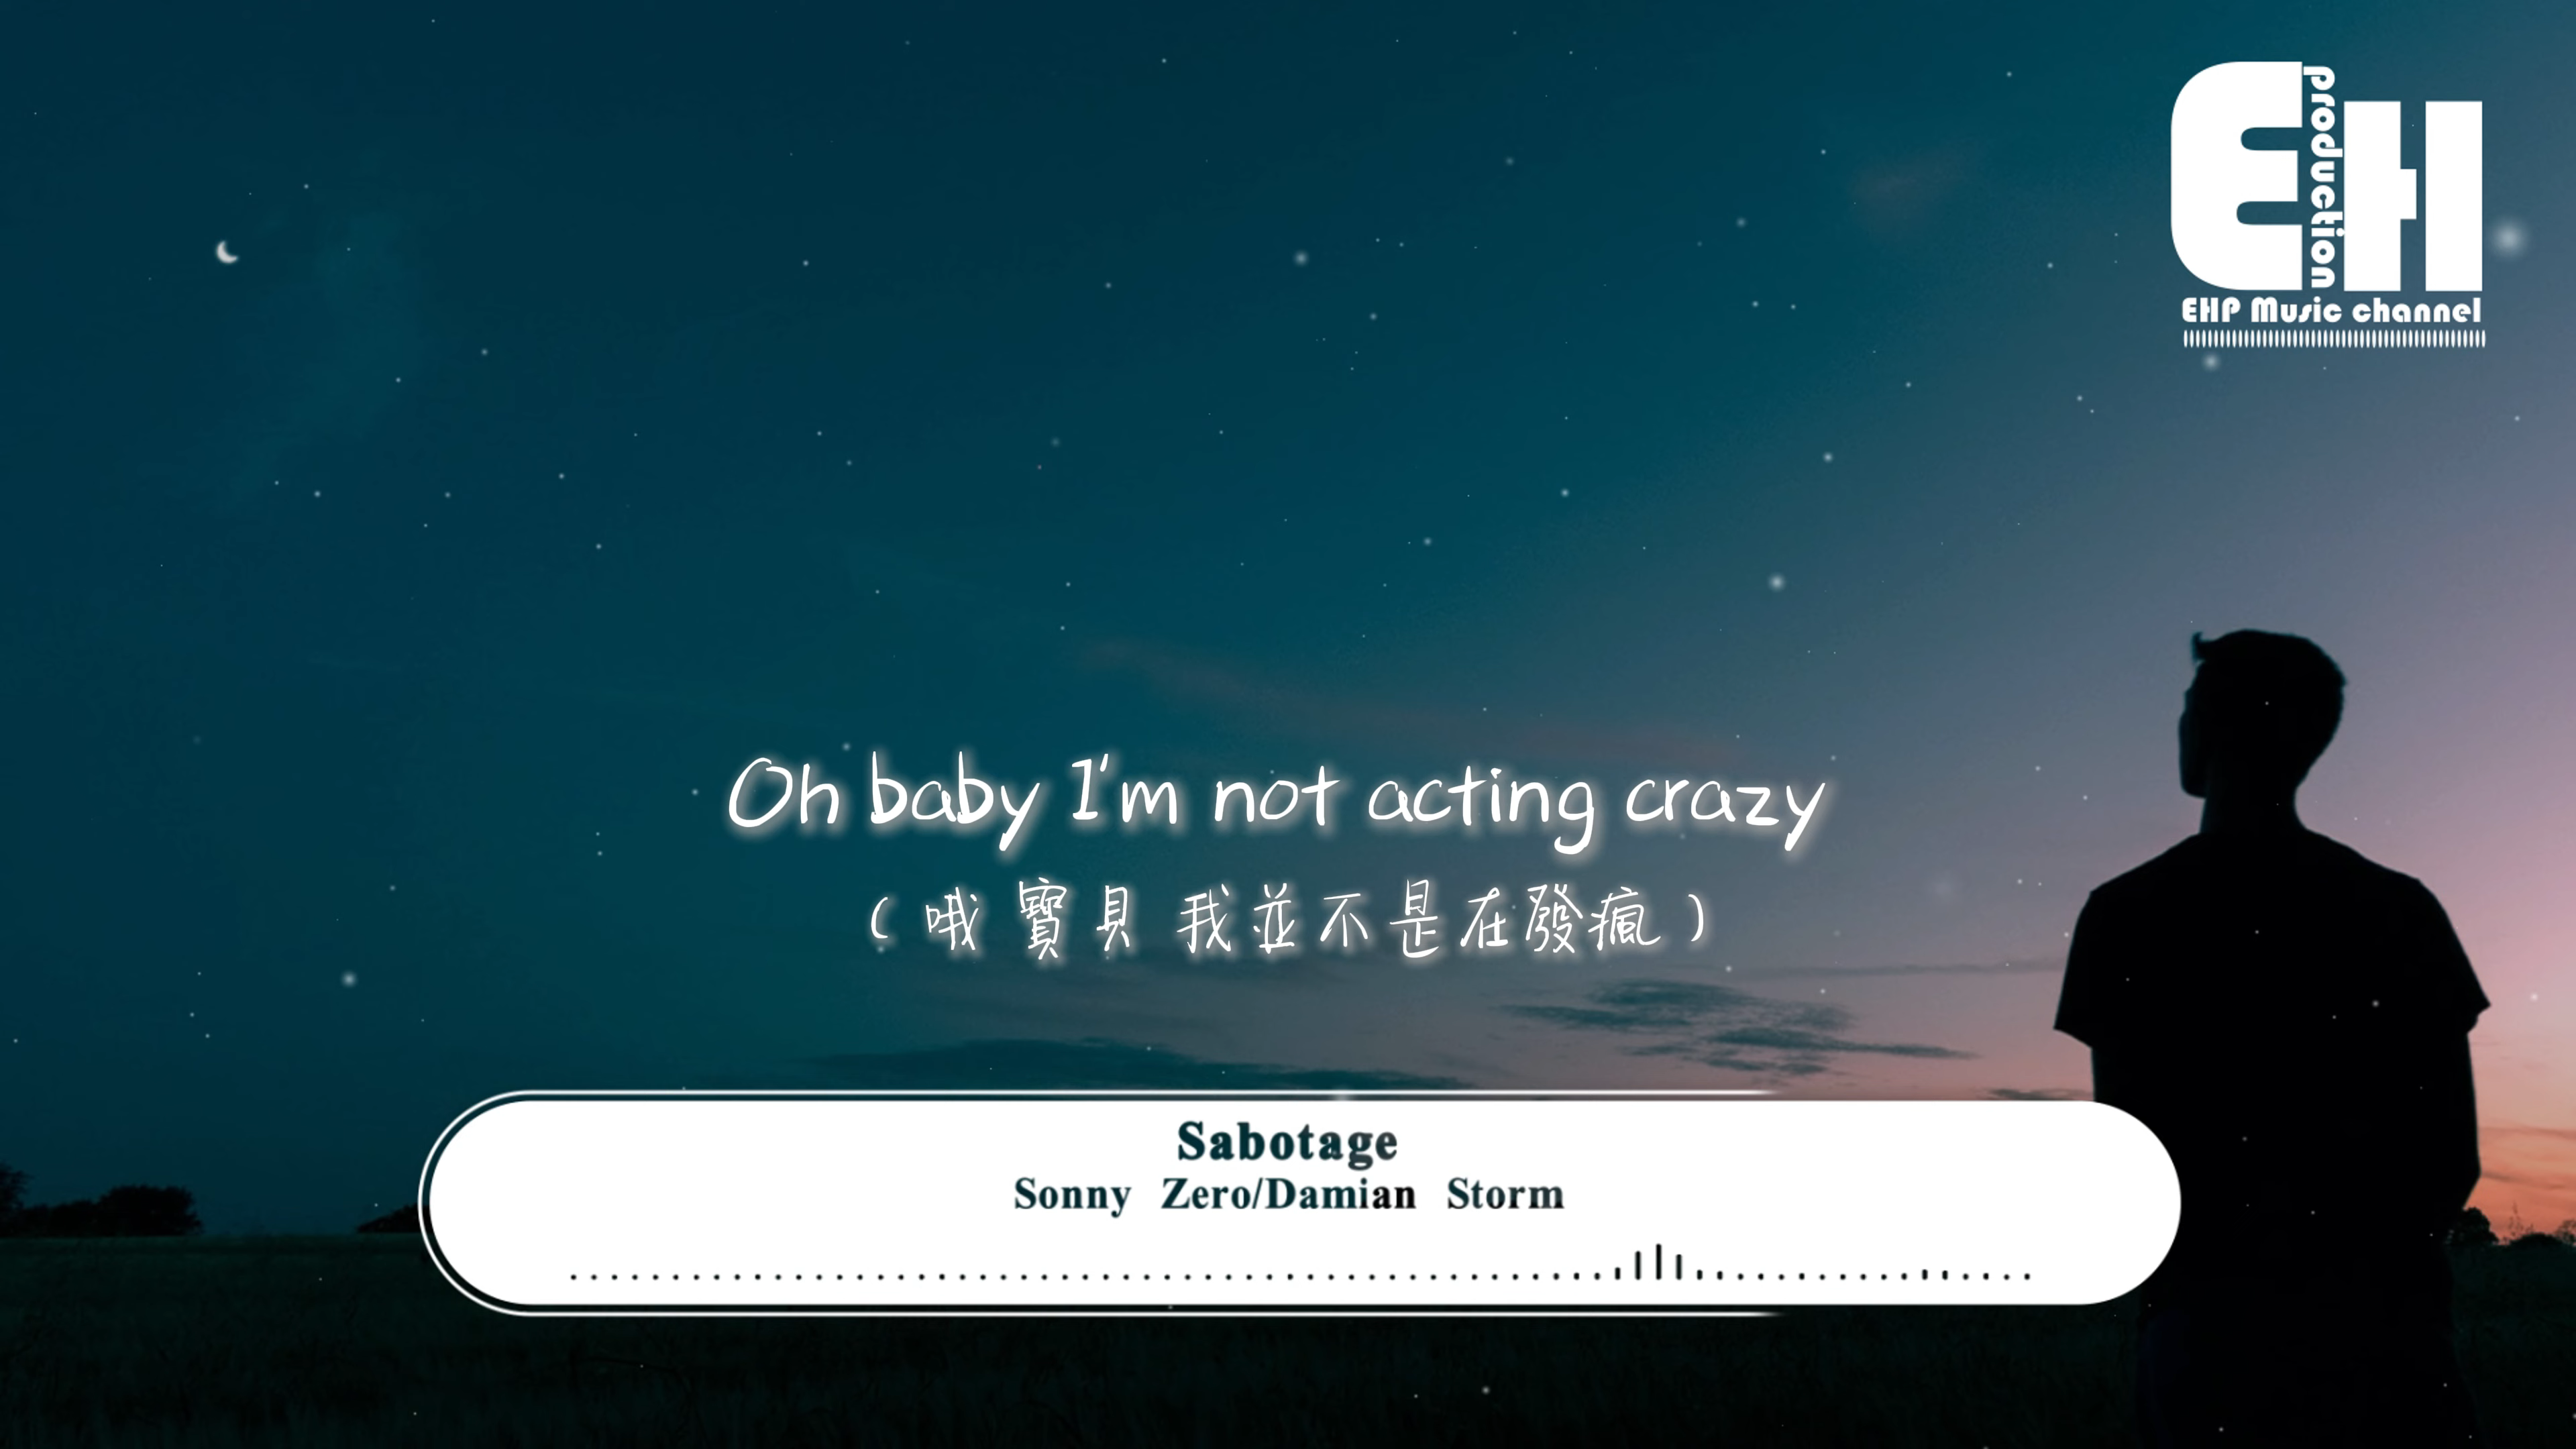 EH
production
EHP Music channel
Oh baby I'm not acting crazy
（哦 寶貝 我並不是在發瘋）
Sabotage
Sonny Zero/Damian Storm